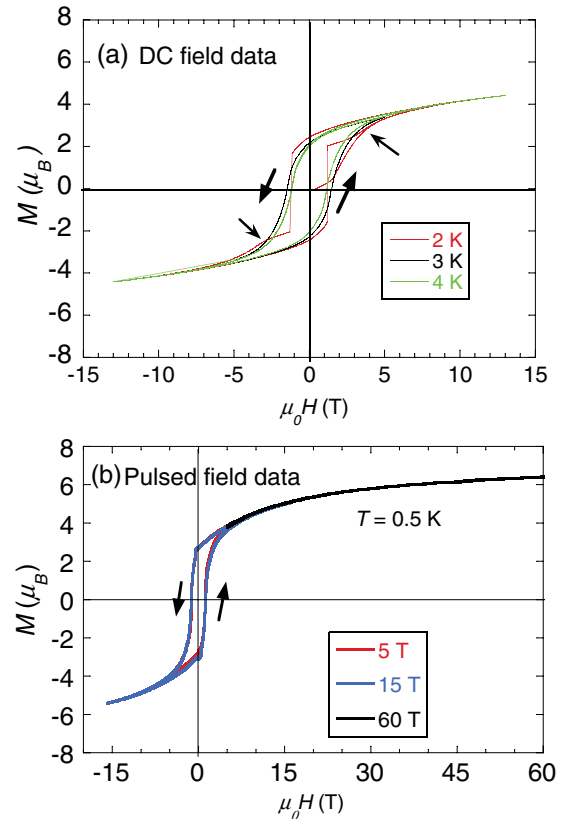 (a) DC field data
8
6
4
2
0
-2
-4
-6
-8
M (μB)
2 K
3 K
4 K
-15 -10 -5 0 5 10 15
μ0H (T)
(b) Pulsed field data
8
6
4
2
0
-2
-4
-6
-8
M (μB)
T = 0.5 K
5 T
15 T
60 T
-15 0 15 30 45 60
μ0H (T)